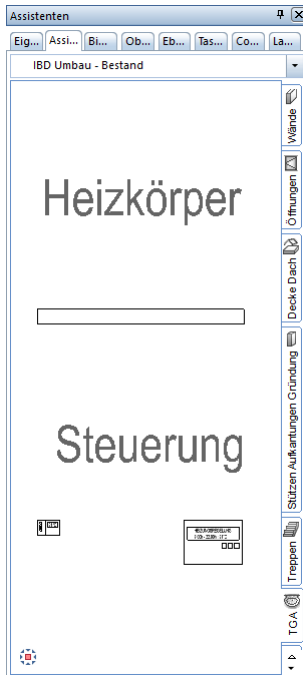 Assistenten
Eig... Assi... Bi... Ob... Eb... Tas... Co... La...
IBD Umbau - Bestand
Heizkörper
Steuerung
Wände
Öffnungen
Decke Dach
Stützen Aufkantungen Gründung
Treppen
TGA